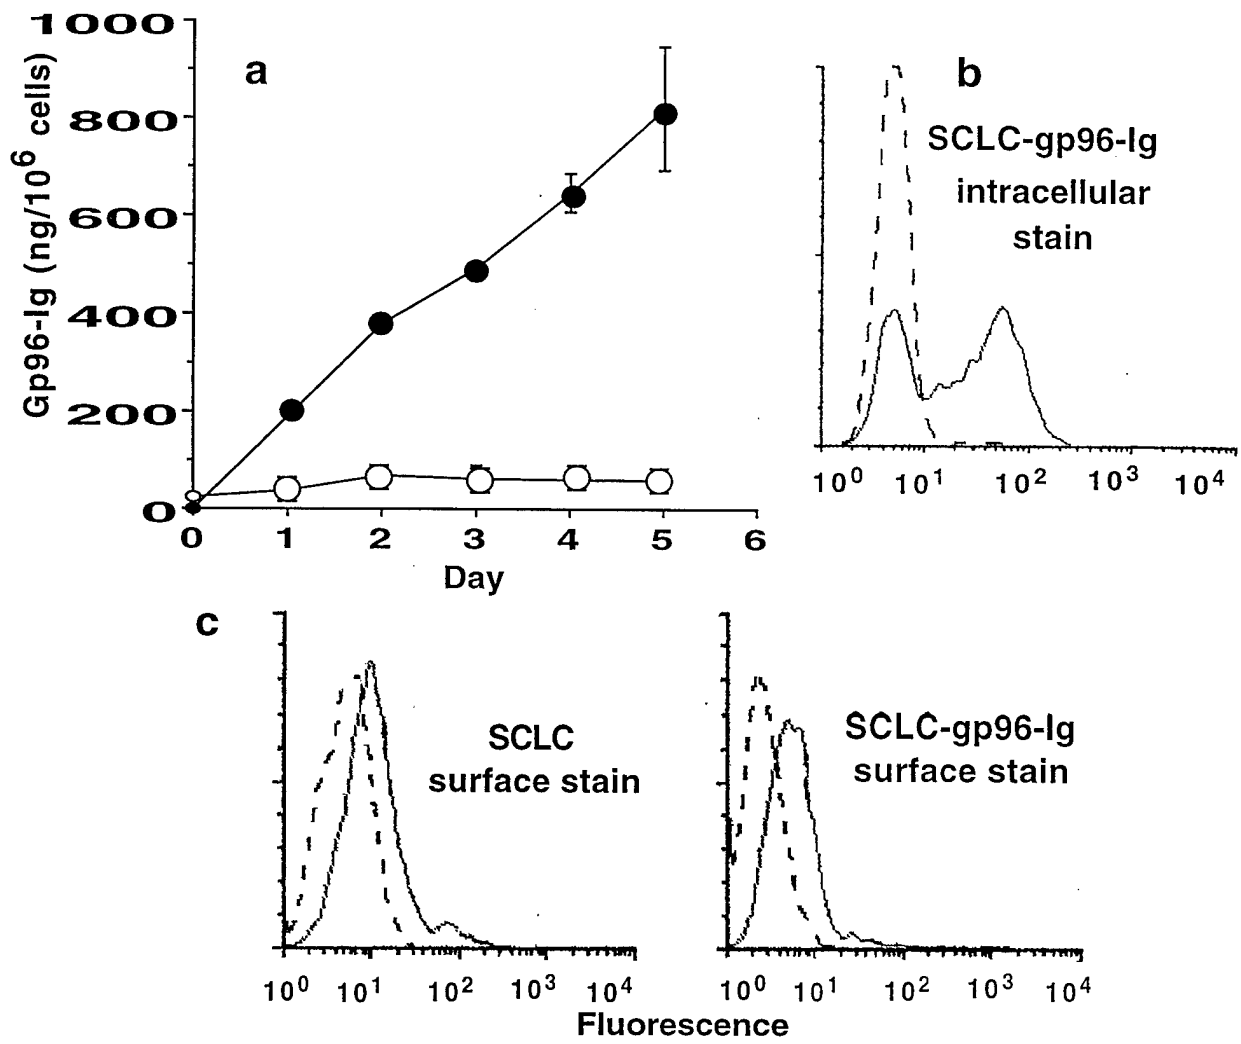 a
Gp96-Ig (ng/10⁶ cells)
1000
800
600
400
200
0
0 1 2 3 4 5 6
Day
b
SCLC-gp96-Ig
intracellular
stain
10⁰ 10¹ 10² 10³ 10⁴
c
SCLC
surface stain
10⁰ 10¹ 10² 10³ 10⁴
SCLC-gp96-Ig
surface stain
10⁰ 10¹ 10² 10³ 10⁴
Fluorescence